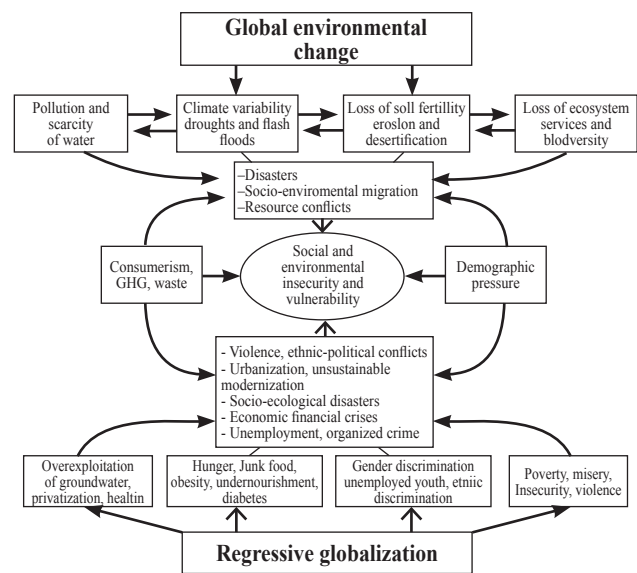 Global environmental
change
Pollution and
scarcity
of water
Climate variability
droughts and flash
floods
Loss of soil fertility
eroslon and
desertification
Loss of ecosystem
services and
blodversity
–Disasters
–Socio-enviromental migration
–Resource conflicts
Consumerism,
GHG, waste
Social and
environmental
insecurity and
vulnerability
Demographic
pressure
- Violence, ethnic-political conflicts
- Urbanization, unsustainable
modernization
- Socio-ecological disasters
- Economic financial crises
- Unemployment, organized crime
Overexploitation
of groundwater,
privatization, healtin
Hunger, Junk food,
obesity, undernourishment,
diabetes
Gender discrimination
unemployed youth, etniic
discrimination
Poverty, misery,
Insecurity, violence
Regressive globalization